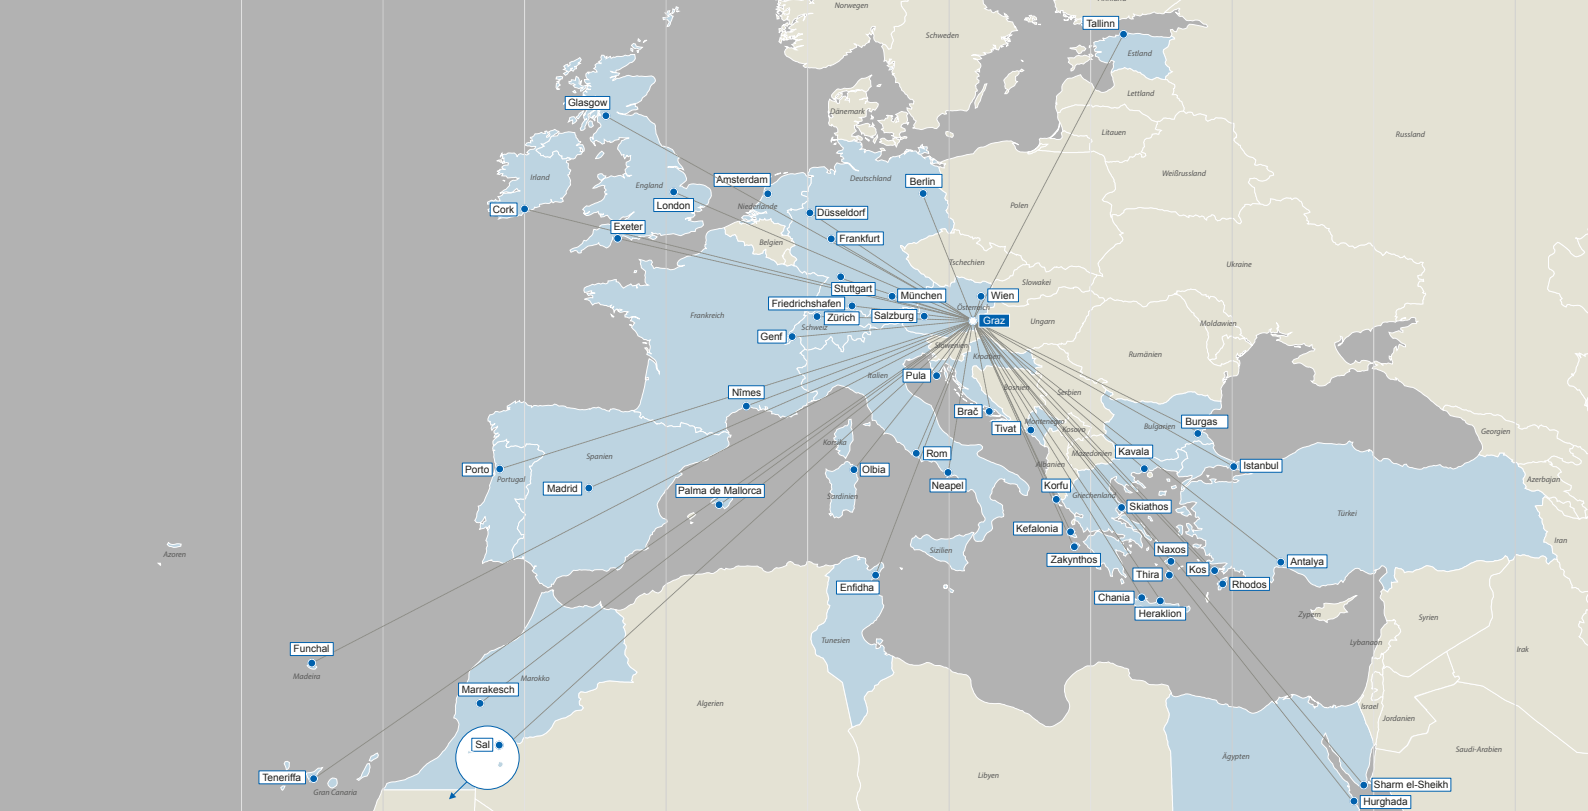 Norwegen
Finnland
Tallinn
Schweden
Estland
Lettland
Glasgow
Dänemark
Litauen
Russland
Irland
England
Amsterdam
Deutschland
Berlin
Weißrussland
Cork
London
Niederlande
Düsseldorf
Polen
Exeter
Belgien
Frankfurt
Tschechien
Ukraine
Slowakei
Stuttgart
München
Wien
Friedrichshafen
Österreich
Frankreich
Zürich
Salzburg
Graz
Ungarn
Moldawien
Schweiz
Genf
Slowenien
Kroatien
Rumänien
Italien
Pula
Bosnien
Serbien
Nîmes
Brač
Montenegro
Burgas
Tivat
Kosovo
Bulgarien
Georgien
Korsika
Spanien
Rom
Mazedonien
Kavala
Porto
Olbia
Albanien
Istanbul
Portugal
Madrid
Palma de Mallorca
Neapel
Korfu
Azerbajan
Sardinien
Griechenland
Skiathos
Türkei
Kefalonia
Iran
Azoren
Sizilien
Zakynthos
Naxos
Antalya
Enfidha
Thira
Kos
Rhodos
Chania
Heraklion
Zypern
Syrien
Tunesien
Lybanaon
Funchal
Irak
Madeira
Marokko
Marrakesch
Algerien
Israel
Jordanien
Sal
Ägypten
Saudi-Arabien
Teneriffa
Libyen
Gran Canaria
Sharm el-Sheikh
Hurghada